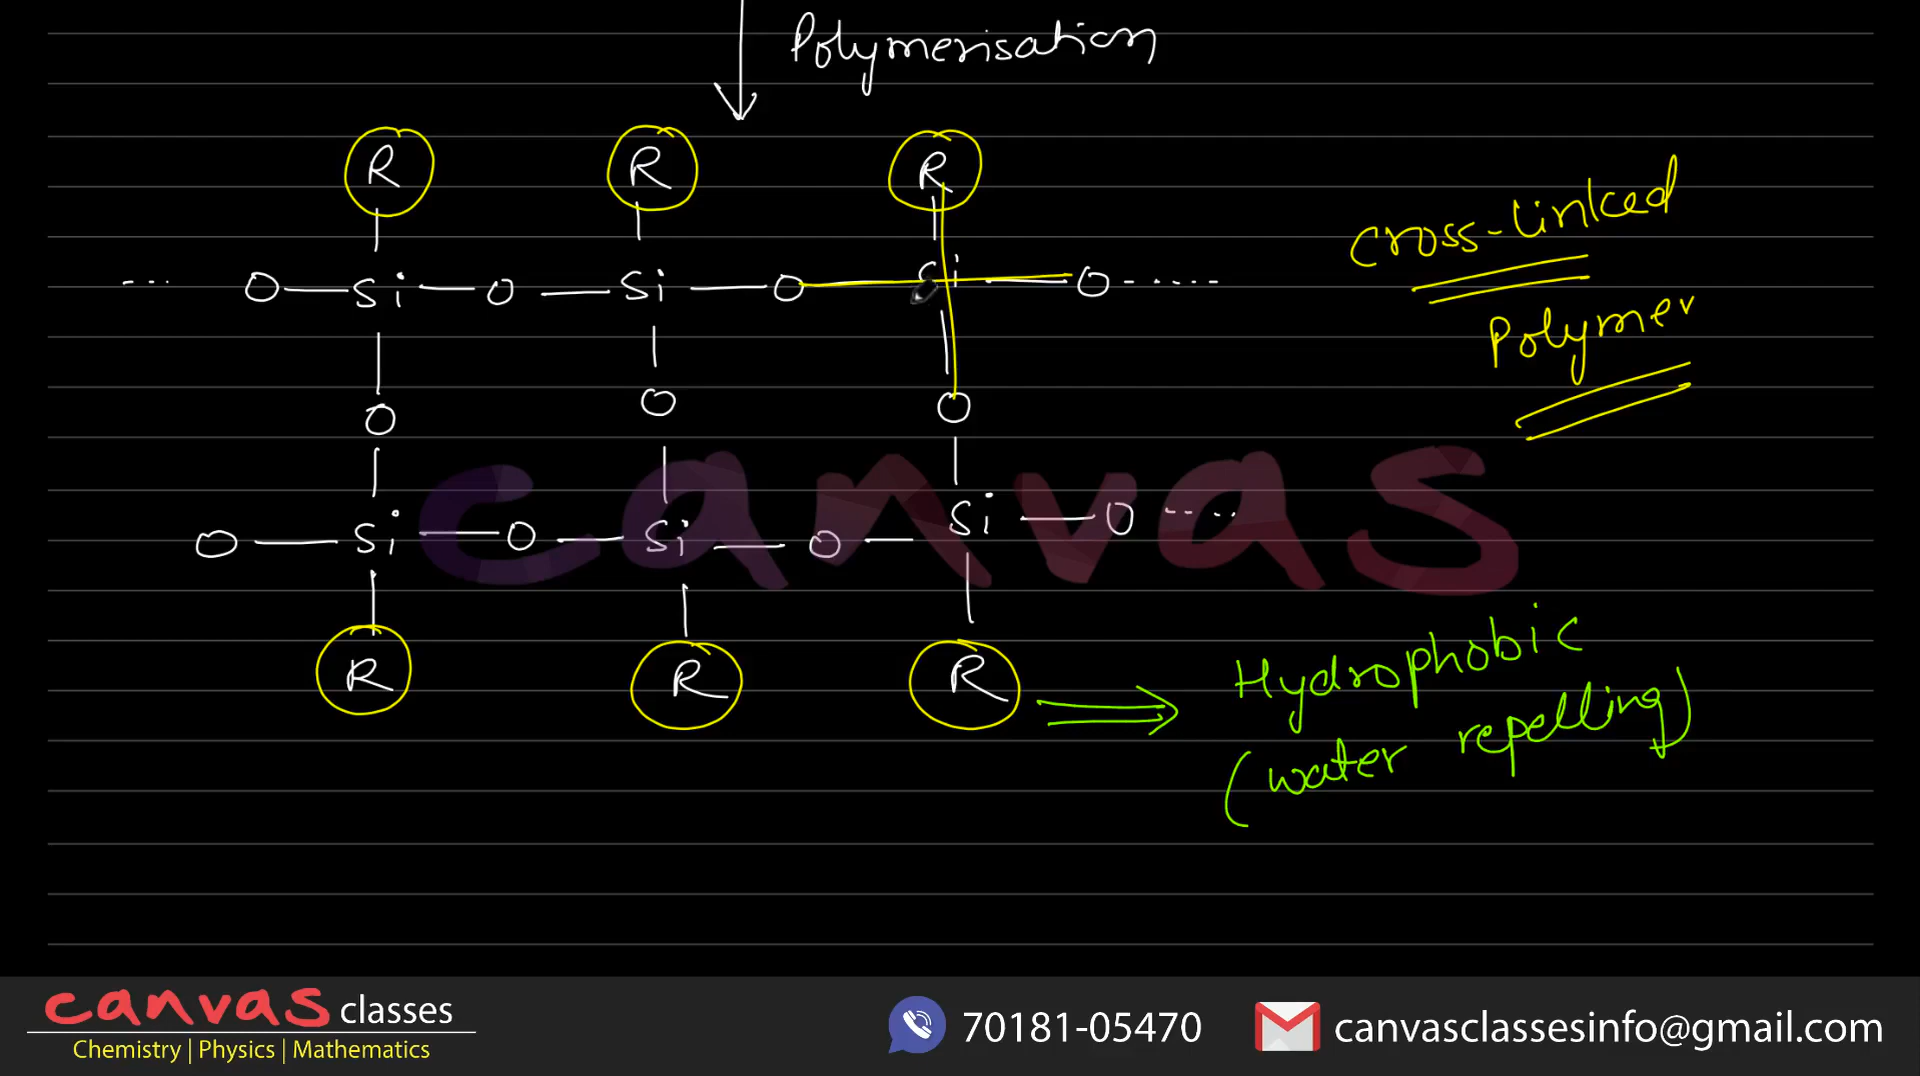 Polymerisation
R R R
Cross-linked
... O — Si — O — Si — O — Si — O .....
Polymer
O O O
canvas
O — Si — O — Si — O — Si — O ....
R R R
Hydrophobic
(water repelling)
canvas classes
Chemistry | Physics | Mathematics
70181-05470
canvasclassesinfo@gmail.com